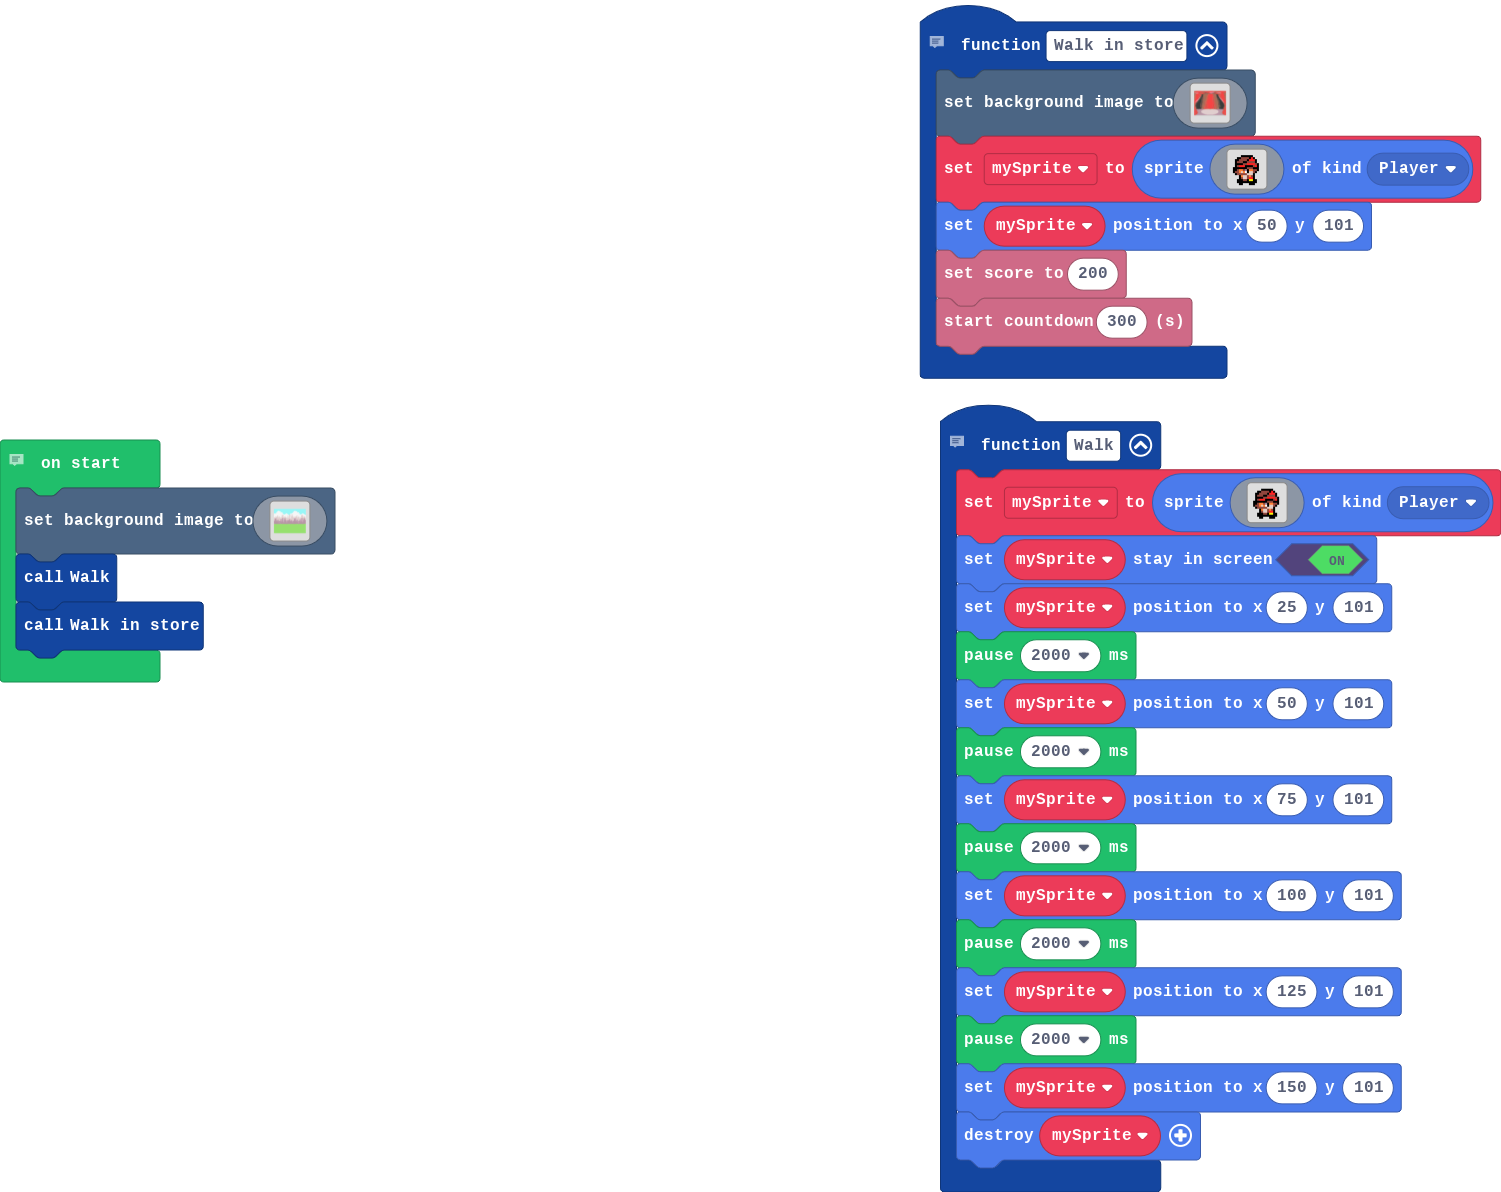 function Walk in store
set background image to
set mySprite to sprite of kind Player
set mySprite position to x 50 y 101
set score to 200
start countdown 300 (s)
on start
set background image to
call Walk
call Walk in store
function Walk
set mySprite to sprite of kind Player
set mySprite stay in screen ON
set mySprite position to x 25 y 101
pause 2000 ms
set mySprite position to x 50 y 101
pause 2000 ms
set mySprite position to x 75 y 101
pause 2000 ms
set mySprite position to x 100 y 101
pause 2000 ms
set mySprite position to x 125 y 101
pause 2000 ms
set mySprite position to x 150 y 101
destroy mySprite